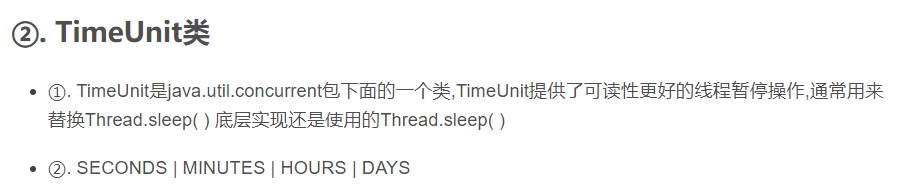 ②. TimeUnit类
①. TimeUnit是java.util.concurrent包下面的一个类,TimeUnit提供了可读性更好的线程暂停操作,通常用来
替换Thread.sleep( ) 底层实现还是使用的Thread.sleep( )
②. SECONDS | MINUTES | HOURS | DAYS